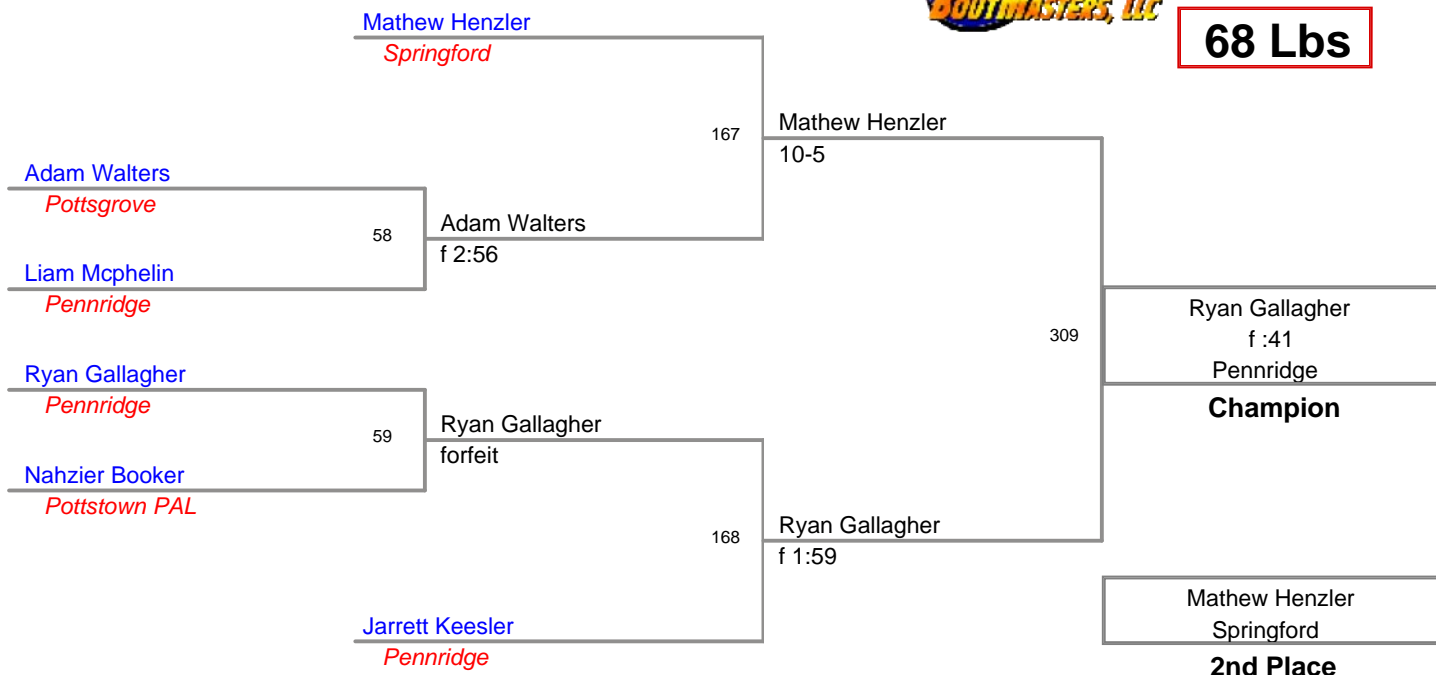 BOUTMASTERS, LLC
68 Lbs
Mathew Henzler
Springford
167
Mathew Henzler
10-5
Adam Walters
Pottsgrove
58
Adam Walters
f 2:56
Liam Mcphelin
Pennridge
309
Ryan Gallagher
f :41
Pennridge
Champion
Ryan Gallagher
Pennridge
59
Ryan Gallagher
forfeit
Nahzier Booker
Pottstown PAL
168
Ryan Gallagher
f 1:59
Jarrett Keesler
Pennridge
Mathew Henzler
Springford
2nd Place